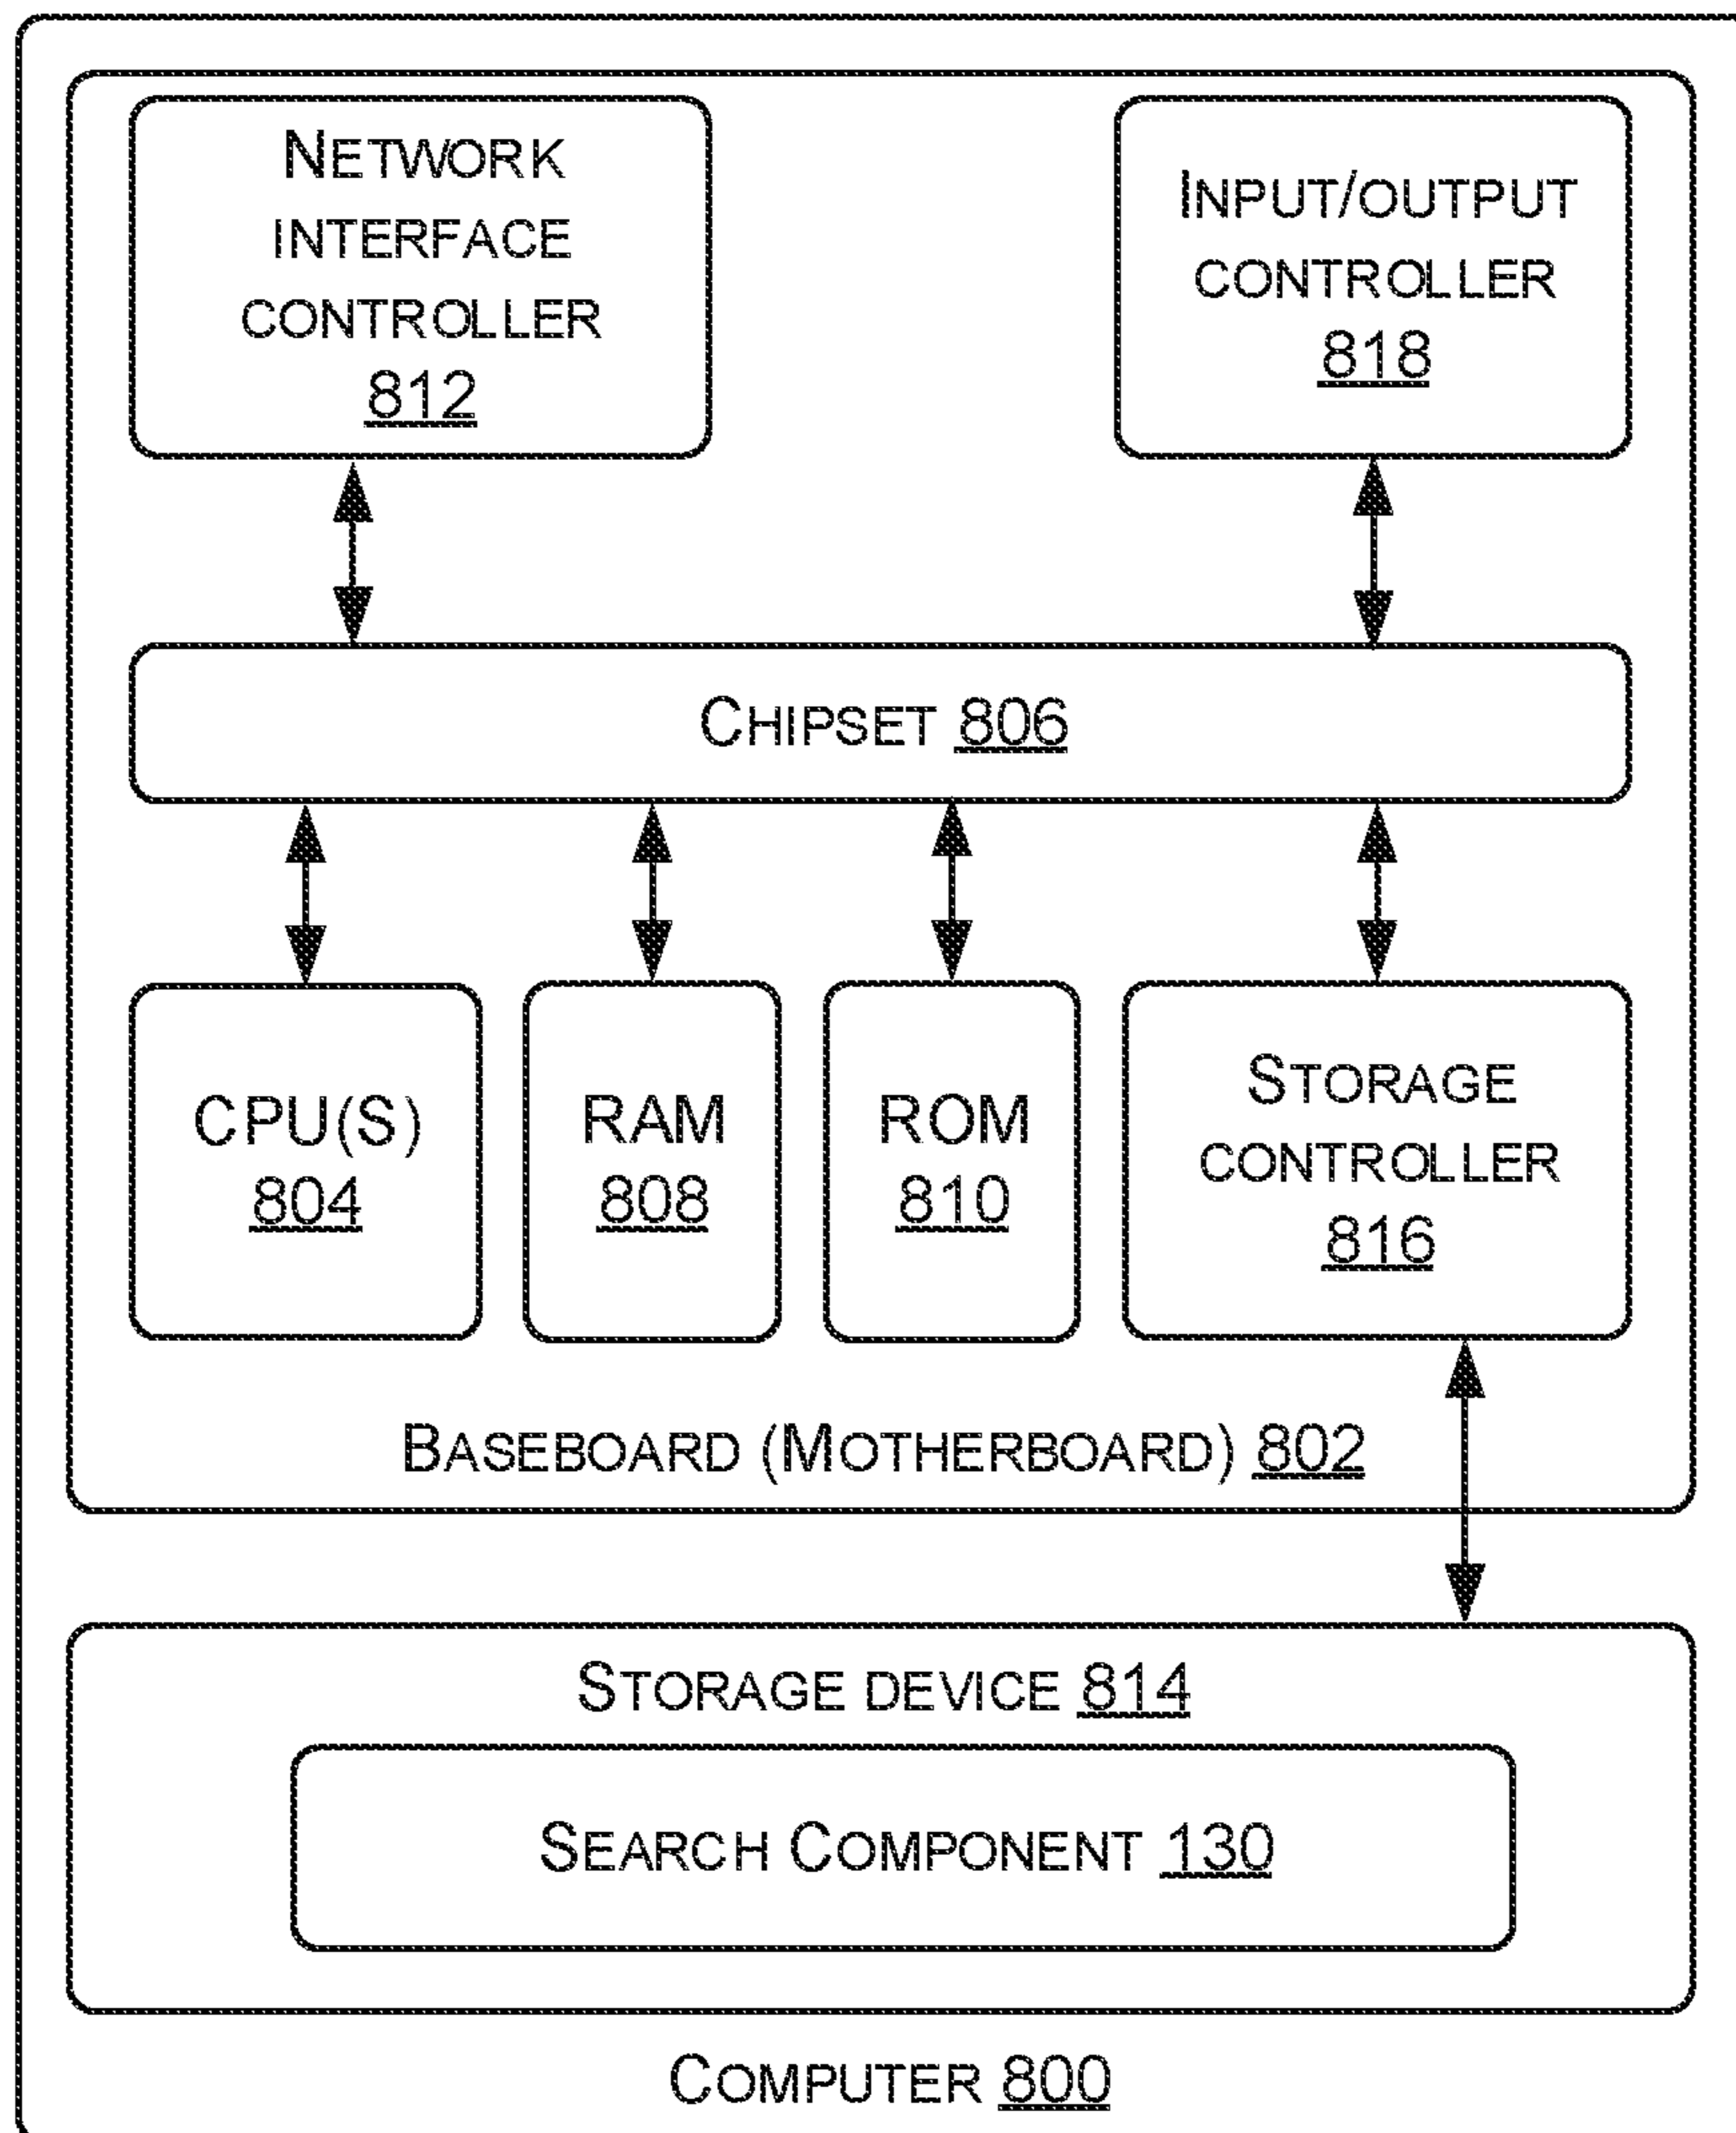 NETWORK
INTERFACE
CONTROLLER
812
INPUT/OUTPUT
CONTROLLER
818
CHIPSET 806
CPU(S)
804
RAM
808
ROM
810
STORAGE
CONTROLLER
816
BASEBOARD (MOTHERBOARD) 802
STORAGE DEVICE 814
SEARCH COMPONENT 130
COMPUTER 800